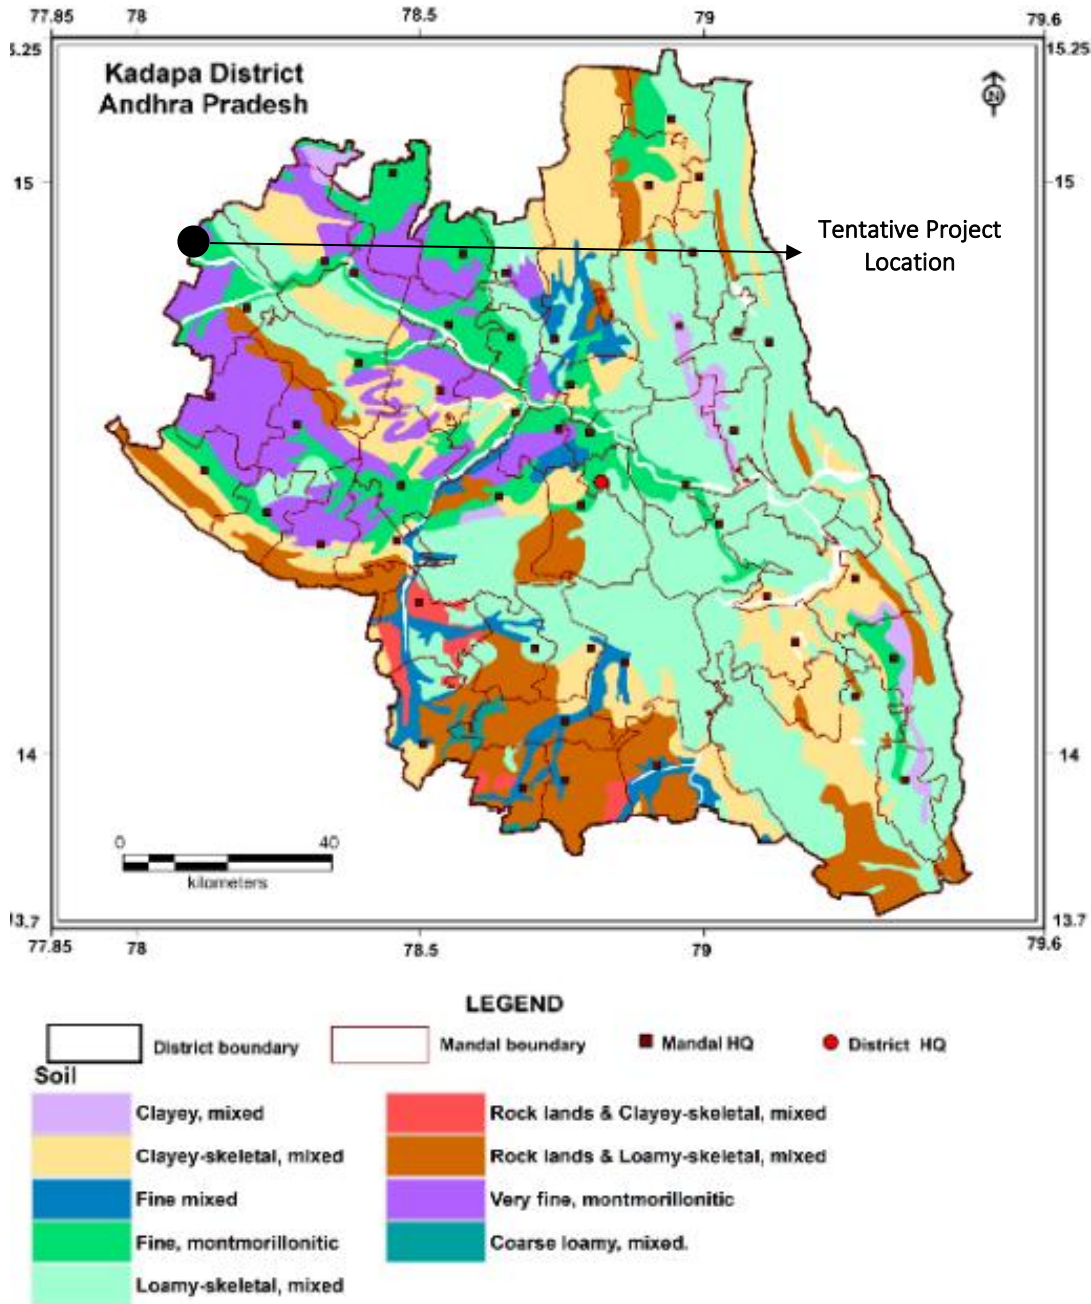 77.85 78 78.5 79 79.6
5.25 15.25
Kadapa District
Andhra Pradesh
N
15 15
Tentative Project
Location
14 14
0 40
kilometers
13.7 13.7
77.85 78 78.5 79 79.6
LEGEND
District boundary Mandal boundary Mandal HQ District HQ
Soil
Clayey, mixed Rock lands & Clayey-skeletal, mixed
Clayey-skeletal, mixed Rock lands & Loamy-skeletal, mixed
Fine mixed Very fine, montmorillonitic
Fine, montmorillonitic Coarse loamy, mixed.
Loamy-skeletal, mixed